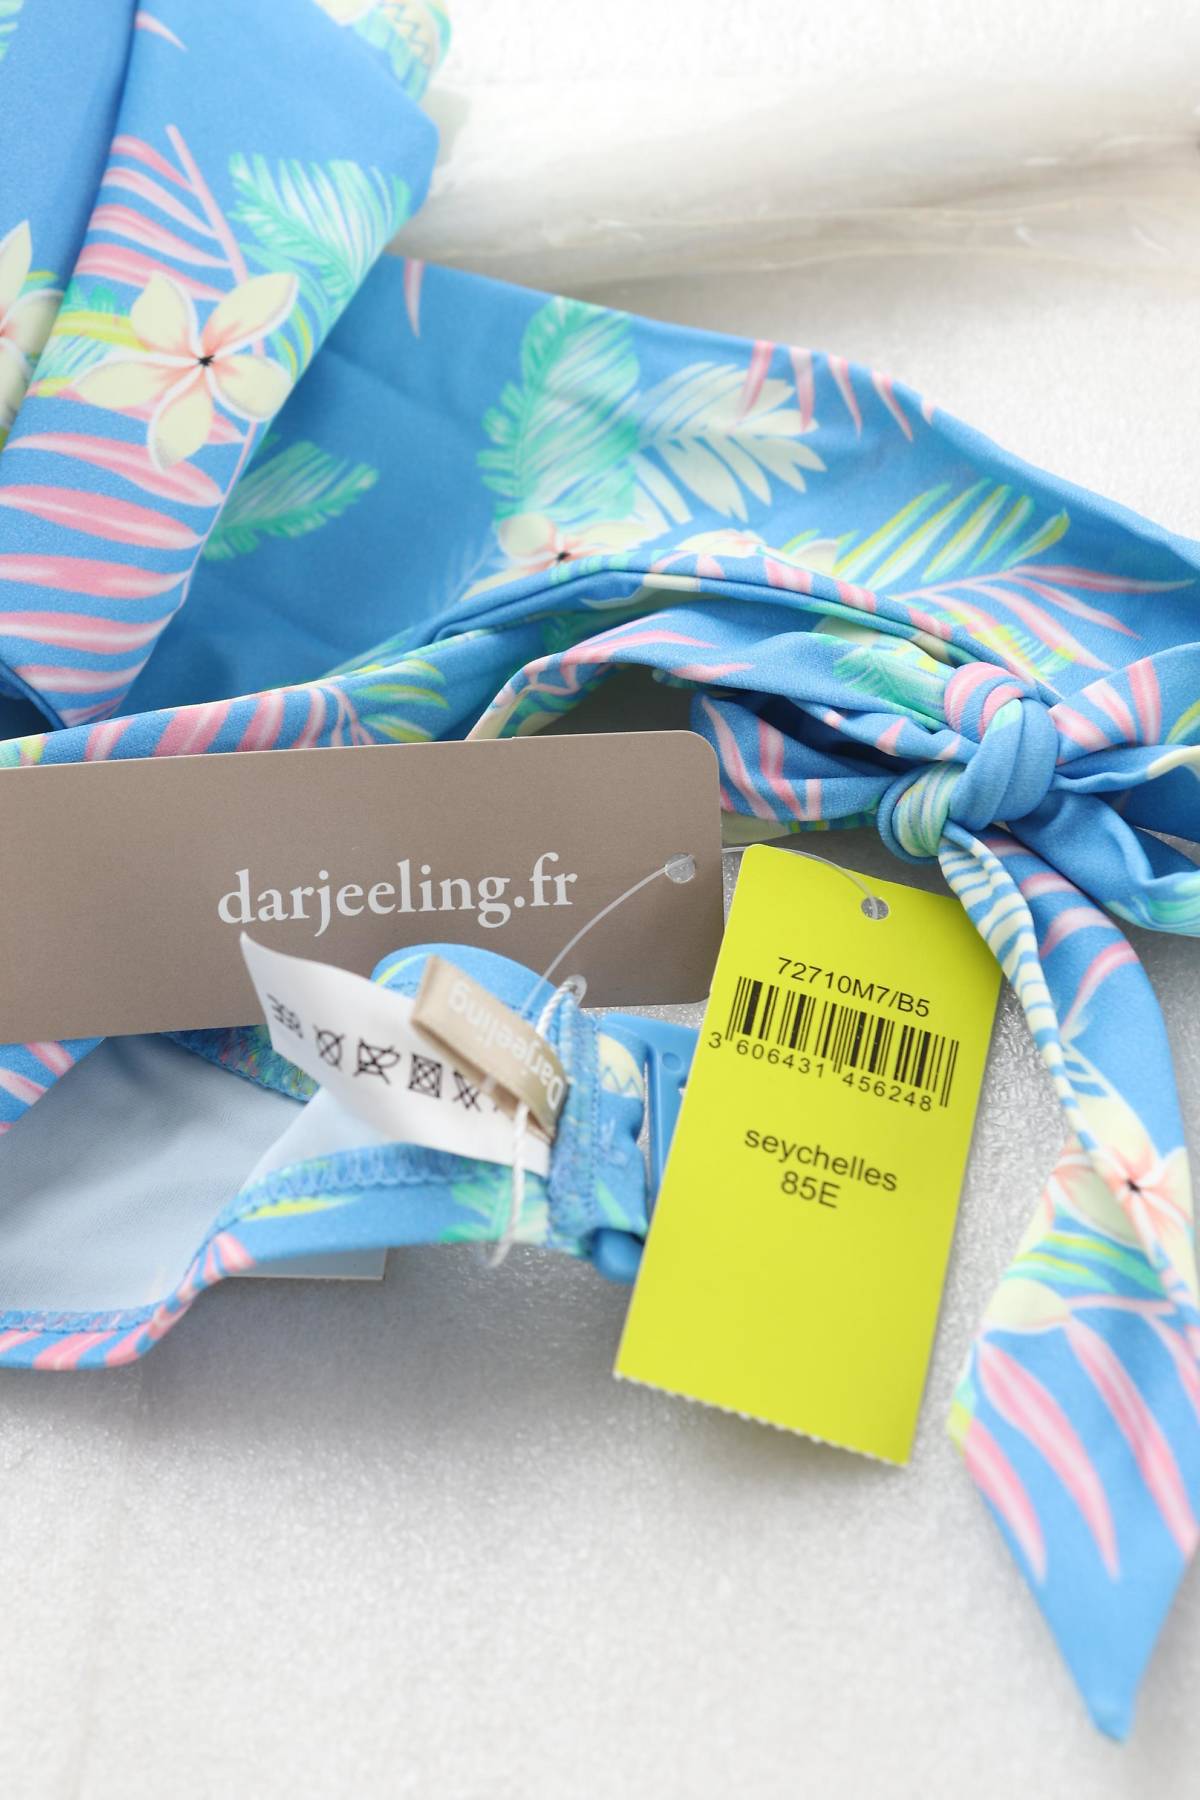 darjeeling.fr
72710M7/B5
3 606431 456248
seychelles
85E
Darjeeling